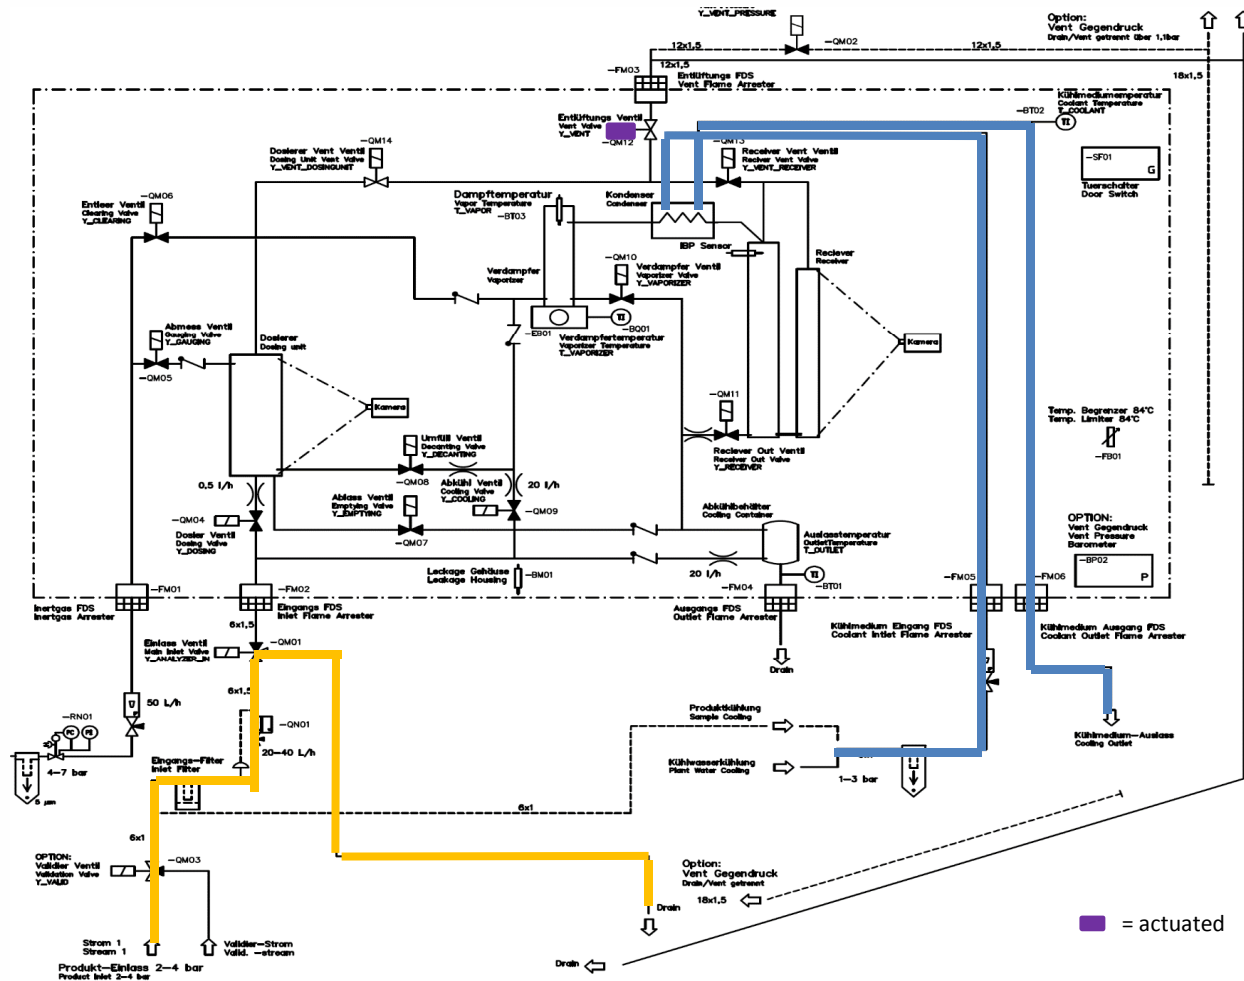 Y_VENT_PRESSURE
-QM02
12x1,5
12x1,5
12x1,5
Option:
Vent Gegendruck
Drain/Vent getrennt über 1,1bar
18x1,5
-FM03
Entlüftungs FDS
Vent Flame Arrester
Entlüftungs Ventil
Vent Valve
Y_VENT
-QM12
Kühlmediumtemperatur
Coolant Temperature
T_COOLANT
-BT02
TI
-QM14
Dosierer Vent Ventil
Dosing Unit Vent Valve
Y_VENT_DOSINGUNIT
-QM13
Receiver Vent Ventil
Reciver Vent Valve
Y_VENT_RECEIVER
-SF01
G
Tuerschalter
Door Switch
-QM06
Entleer Ventil
Clearing Valve
Y_CLEARING
Dampftemperatur
Vapor Temperature
T_VAPOR
-BT03
Kondenser
Condenser
IBP Sensor
-QM10
Verdampfer Ventil
Vaporizer Valve
Y_VAPORIZER
Reciever
Receiver
Verdampfer
Vaporizer
Abmess Ventil
Gauging Valve
Y_GAUGING
-QM05
Dosierer
Dosing unit
-EB01
TI
-BQ01
Verdampfertemperatur
Vaporizer Temperature
T_VAPORIZER
Kamera
Kamera
-QM11
Reciever Out Ventil
Receiver Out Valve
Y_RECEIVER
Temp. Begrenzer 84°C
Temp. Limiter 84°C
-FB01
Umfüll Ventil
Decanting Valve
Y_DECANTING
-QM08
0.5 l/h
Abkühl Ventil
Cooling Valve
Y_COOLING
20 l/h
-QM09
Ablass Ventil
Emptying Valve
Y_EMPTYING
-QM07
-QM04
Dosier Ventil
Dosing Valve
Y_DOSING
Abkühlbehälter
Cooling Container
Auslasstemperatur
OutletTemperature
T_OUTLET
OPTION:
Vent Gegendruck
Vent Pressure
Barometer
-BP02
P
Leckage Gehäuse
Leakage Housing
-BM01
20 l/h
TI
-BT01
-FM01
Inertgas FDS
Inertgas Arrester
-FM02
Eingangs FDS
Inlet Flame Arrester
-FM04
Ausgangs FDS
Outlet Flame Arrester
-FM05
Kühlmedium Eingang FDS
Coolant Intlet Flame Arrester
-FM06
Kühlmedium Ausgang FDS
Coolant Outlet Flame Arrester
6x1,5
Einlass Ventil
Main Inlet Valve
Y_ANALYZER_IN
-QM01
Drain
6x1,5
50 L/h
-RN01
4-7 bar
5 µm
-QN01
20-40 L/h
Eingangs-Filter
Inlet Filter
Produktkühlung
Sample Cooling
Kühlwasserkühlung
Plant Water Cooling
1-3 bar
Kühlmedium-Auslass
Cooling Outlet
6x1
6x1
OPTION:
Validier Ventil
Validation Valve
Y_VALID
-QM03
Option:
Vent Gegendruck
Drain/Vent getrennt
18x1,5
Drain
Strom 1
Stream 1
Validier-Strom
Valid. -stream
Produkt-Einlass 2-4 bar
Product Inlet 2-4 bar
Drain
= actuated